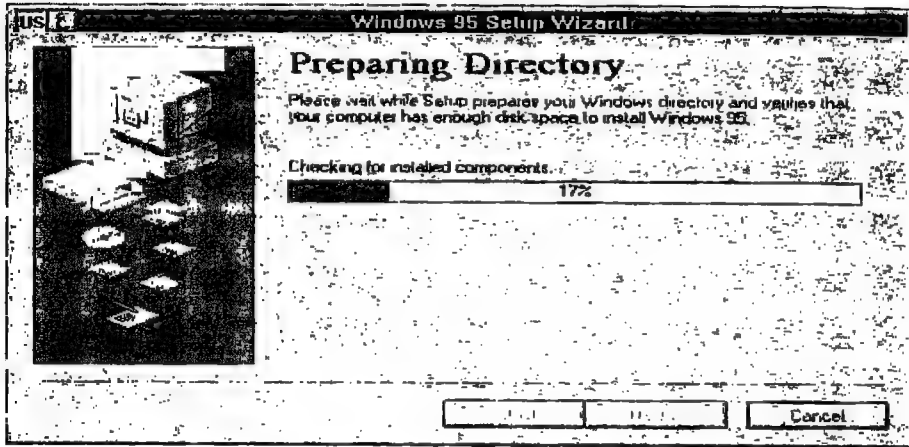 Windows 95 Setup Wizard
Preparing Directory
Please wait while Setup prepares your Windows directory and verifies that
your computer has enough disk space to install Windows 95.
Checking for installed components.
17%
Cancel